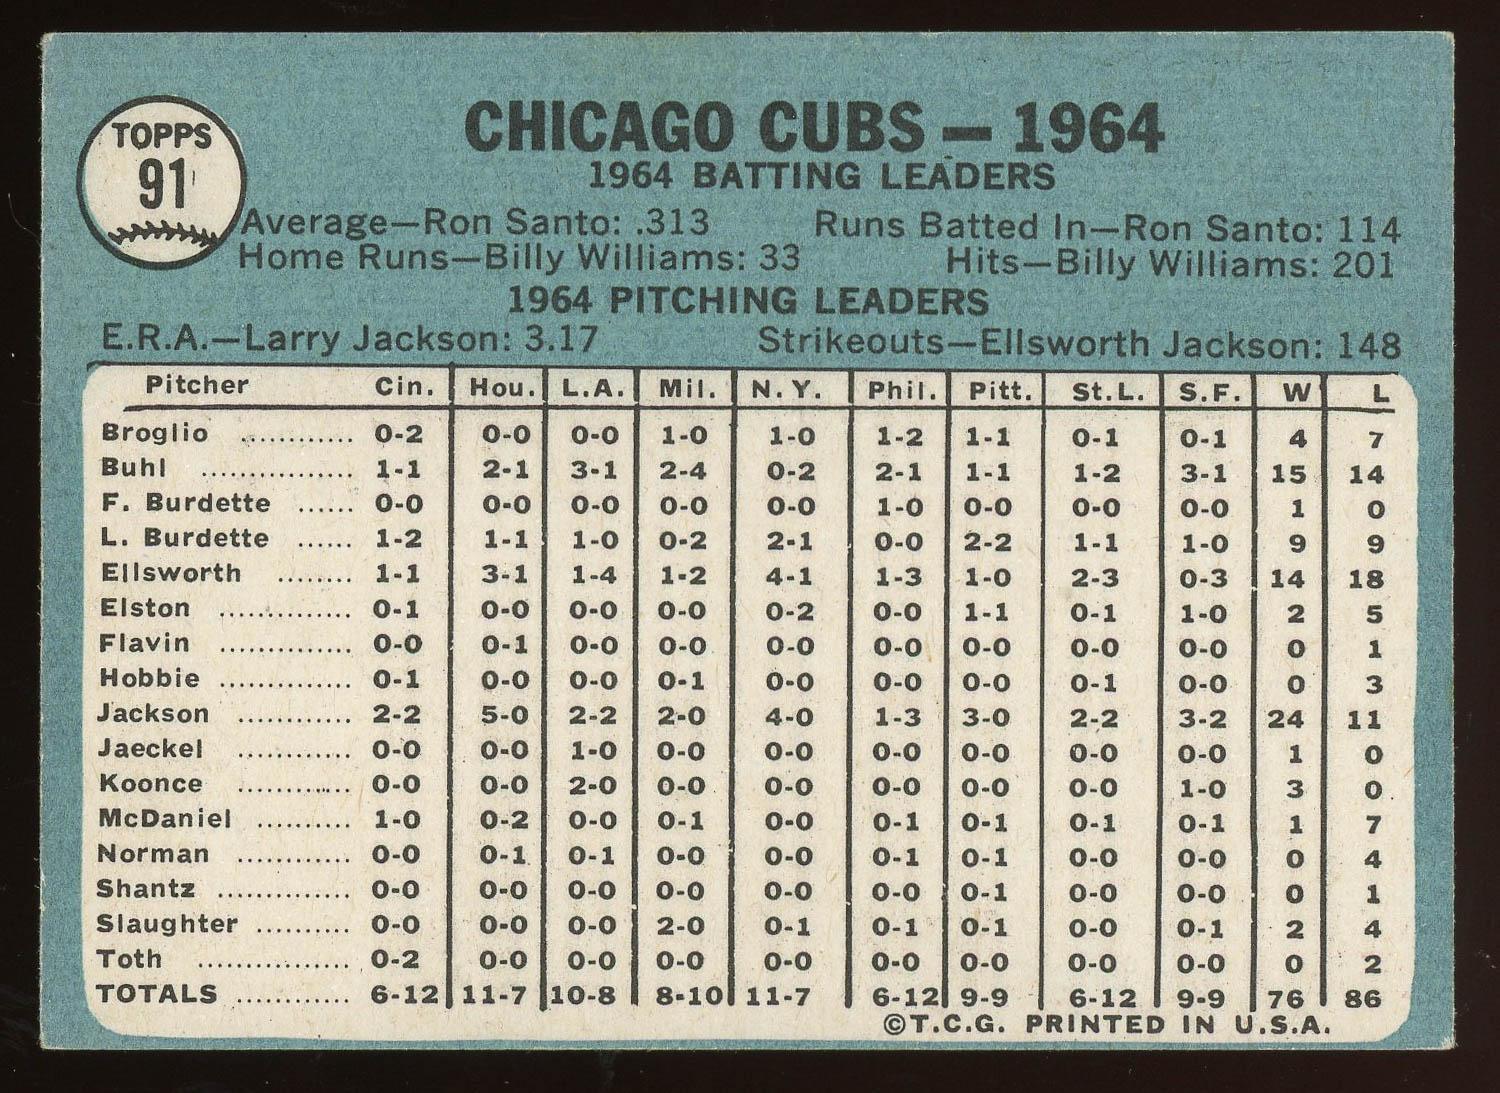 TOPPS
91
CHICAGO CUBS — 1964
1964 BATTING LEADERS
Average—Ron Santo: .313 Runs Batted In—Ron Santo: 114
Home Runs—Billy Williams: 33 Hits—Billy Williams: 201
1964 PITCHING LEADERS
E.R.A.—Larry Jackson: 3.17 Strikeouts—Ellsworth Jackson: 148
Pitcher Cin. Hou. L.A. Mil. N.Y. Phil. Pitt. St.L. S.F. W L
Broglio ............ 0-2 0-0 0-0 1-0 1-0 1-2 1-1 0-1 0-1 4 7
Buhl ................ 1-1 2-1 3-1 2-4 0-2 2-1 1-1 1-2 3-1 15 14
F. Burdette ...... 0-0 0-0 0-0 0-0 0-0 1-0 0-0 0-0 0-0 1 0
L. Burdette ...... 1-2 1-1 1-0 0-2 2-1 0-0 2-2 1-1 1-0 9 9
Ellsworth ........ 1-1 3-1 1-4 1-2 4-1 1-3 1-0 2-3 0-3 14 18
Elston .............. 0-1 0-0 0-0 0-0 0-2 0-0 1-1 0-1 1-0 2 5
Flavin .............. 0-0 0-1 0-0 0-0 0-0 0-0 0-0 0-0 0-0 0 1
Hobbie .............. 0-1 0-0 0-0 0-1 0-0 0-0 0-0 0-1 0-0 0 3
Jackson ............ 2-2 5-0 2-2 2-0 4-0 1-3 3-0 2-2 3-2 24 11
Jaeckel ............ 0-0 0-0 1-0 0-0 0-0 0-0 0-0 0-0 0-0 1 0
Koonce ............ 0-0 0-0 2-0 0-0 0-0 0-0 0-0 0-0 1-0 3 0
McDaniel .......... 1-0 0-2 0-0 0-1 0-0 0-1 0-1 0-1 0-1 1 7
Norman ............ 0-0 0-1 0-1 0-0 0-0 0-1 0-1 0-0 0-0 0 4
Shantz .............. 0-0 0-0 0-0 0-0 0-0 0-0 0-1 0-0 0-0 0 1
Slaughter .......... 0-0 0-0 0-0 2-0 0-1 0-1 0-1 0-0 0-1 2 4
Toth ................ 0-2 0-0 0-0 0-0 0-0 0-0 0-0 0-0 0-0 0 2
TOTALS ............ 6-12 11-7 10-8 8-10 11-7 6-12 9-9 6-12 9-9 76 86
©T.C.G. PRINTED IN U.S.A.